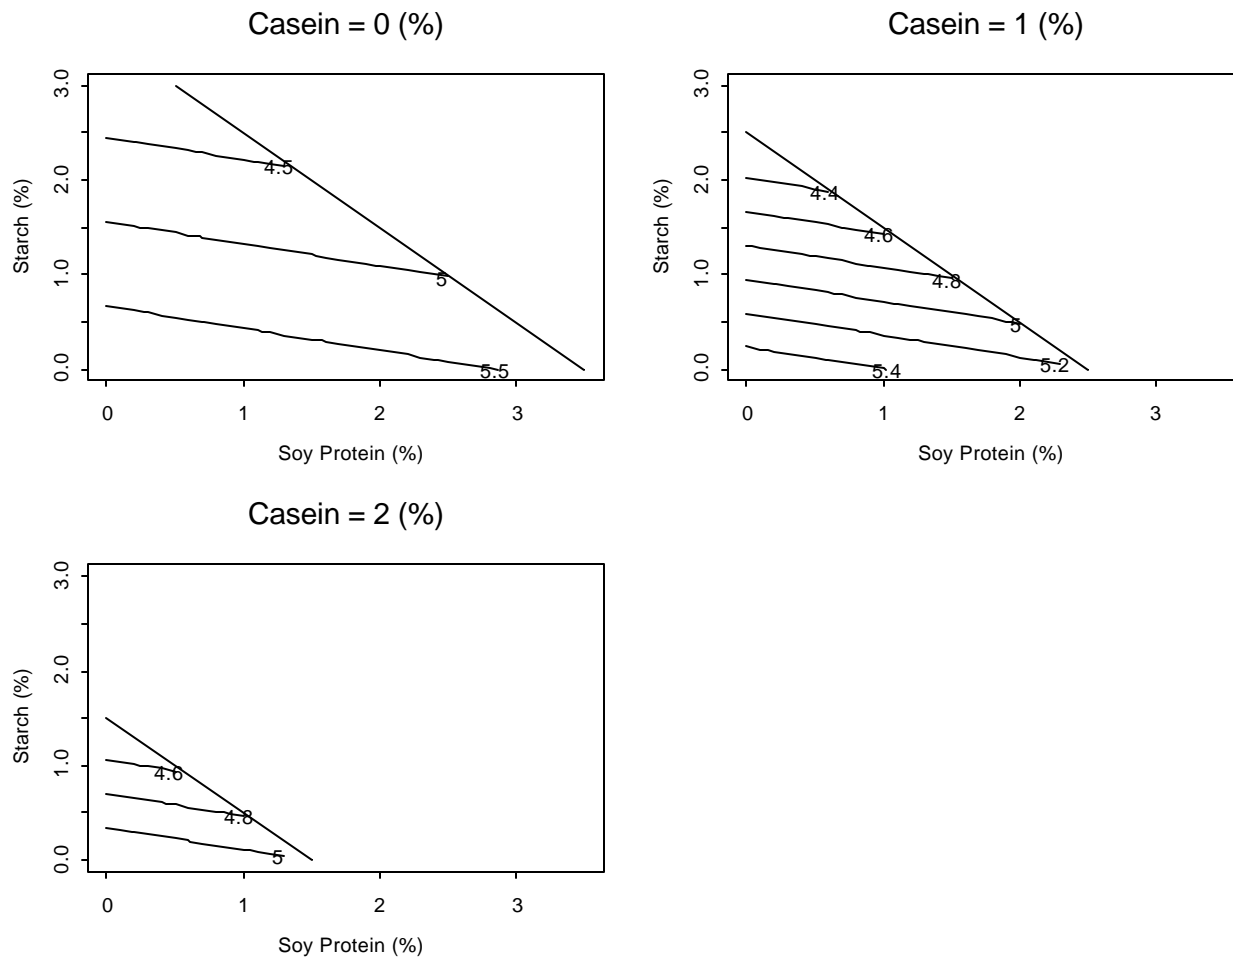 Casein = 0 (%)
Starch (%)
3.0
2.0
1.0
0.0
4.5
5
5.5
0 1 2 3
Soy Protein (%)
Casein = 1 (%)
Starch (%)
3.0
2.0
1.0
0.0
4.4
4.6
4.8
5
5.2
5.4
0 1 2 3
Soy Protein (%)
Casein = 2 (%)
Starch (%)
3.0
2.0
1.0
0.0
4.6
4.8
5
0 1 2 3
Soy Protein (%)